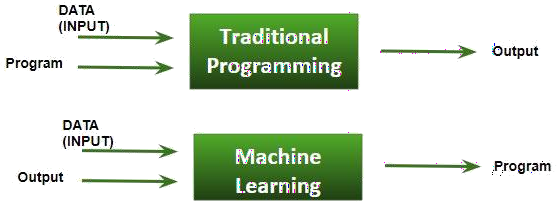 DATA
(INPUT)
Program
Traditional
Programming
Output
DATA
(INPUT)
Output
Machine
Learning
Program